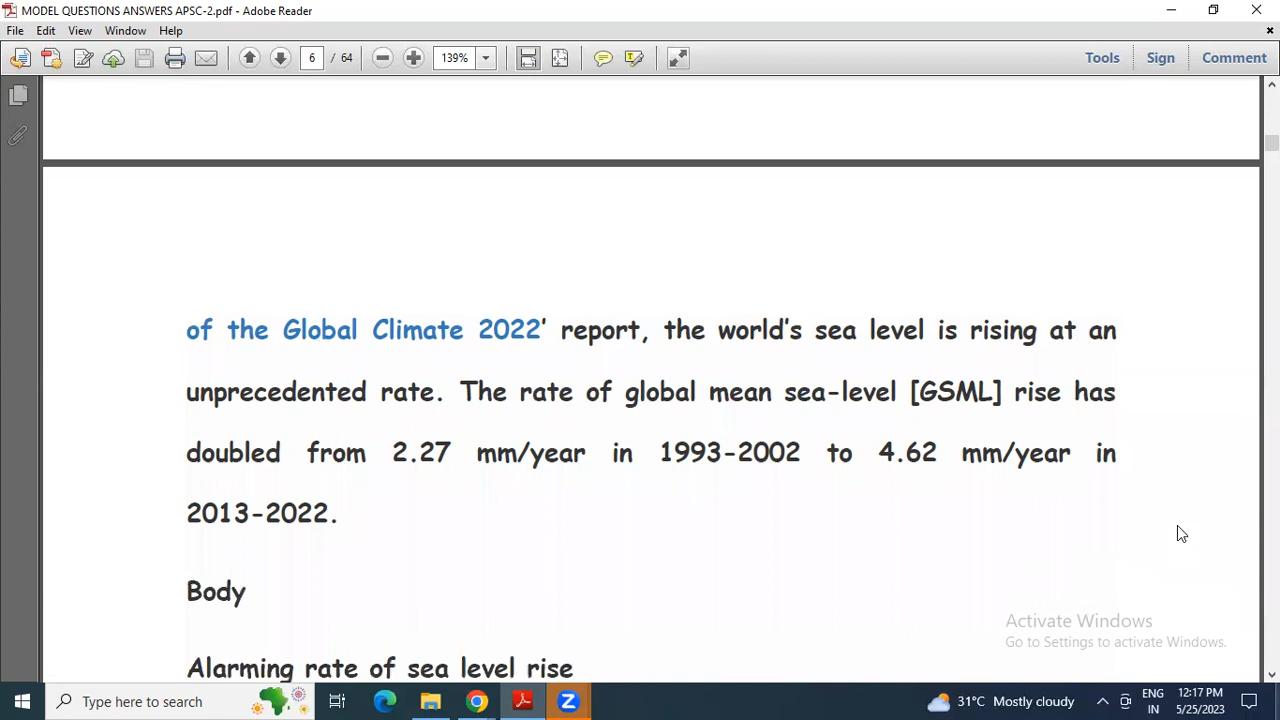 MODEL QUESTIONS ANSWERS APSC-2.pdf - Adobe Reader
File Edit View Window Help
6 / 64 139% Tools Sign Comment
of the Global Climate 2022' report, the world's sea level is rising at an
unprecedented rate. The rate of global mean sea-level [GSML] rise has
doubled from 2.27 mm/year in 1993-2002 to 4.62 mm/year in
2013-2022.
Body
Alarming rate of sea level rise
Activate Windows
Go to Settings to activate Windows.
Type here to search
31°C Mostly cloudy
ENG
IN
12:17 PM
5/25/2023